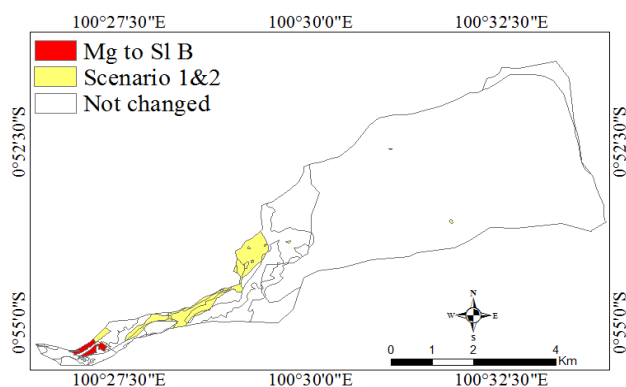 100°27'30"E 100°30'0"E 100°32'30"E
Mg to Sl B
Scenario 1&2
Not changed
0°52'30"S 0°52'30"S
0°55'0"S 0°55'0"S
N
W E
S
0 1 2 4
Km
100°27'30"E 100°30'0"E 100°32'30"E